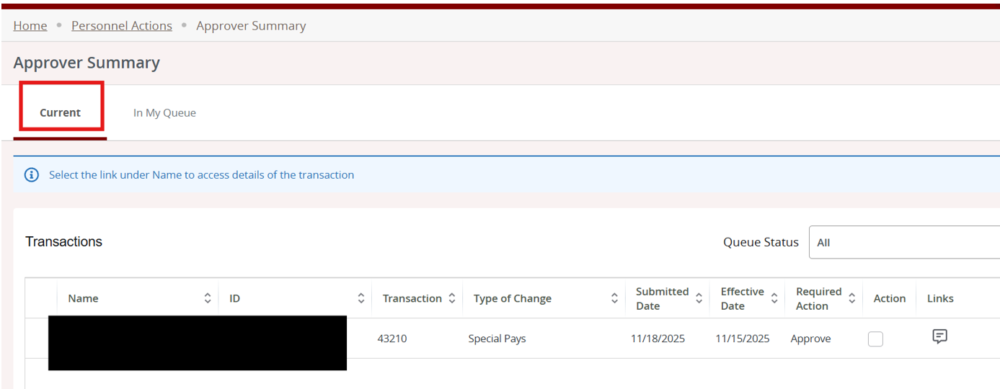 Home • Personnel Actions • Approver Summary
Approver Summary
Current In My Queue
Select the link under Name to access details of the transaction
Transactions Queue Status All
Name ID Transaction Type of Change Submitted Date Effective Date Required Action Action Links
43210 Special Pays 11/18/2025 11/15/2025 Approve